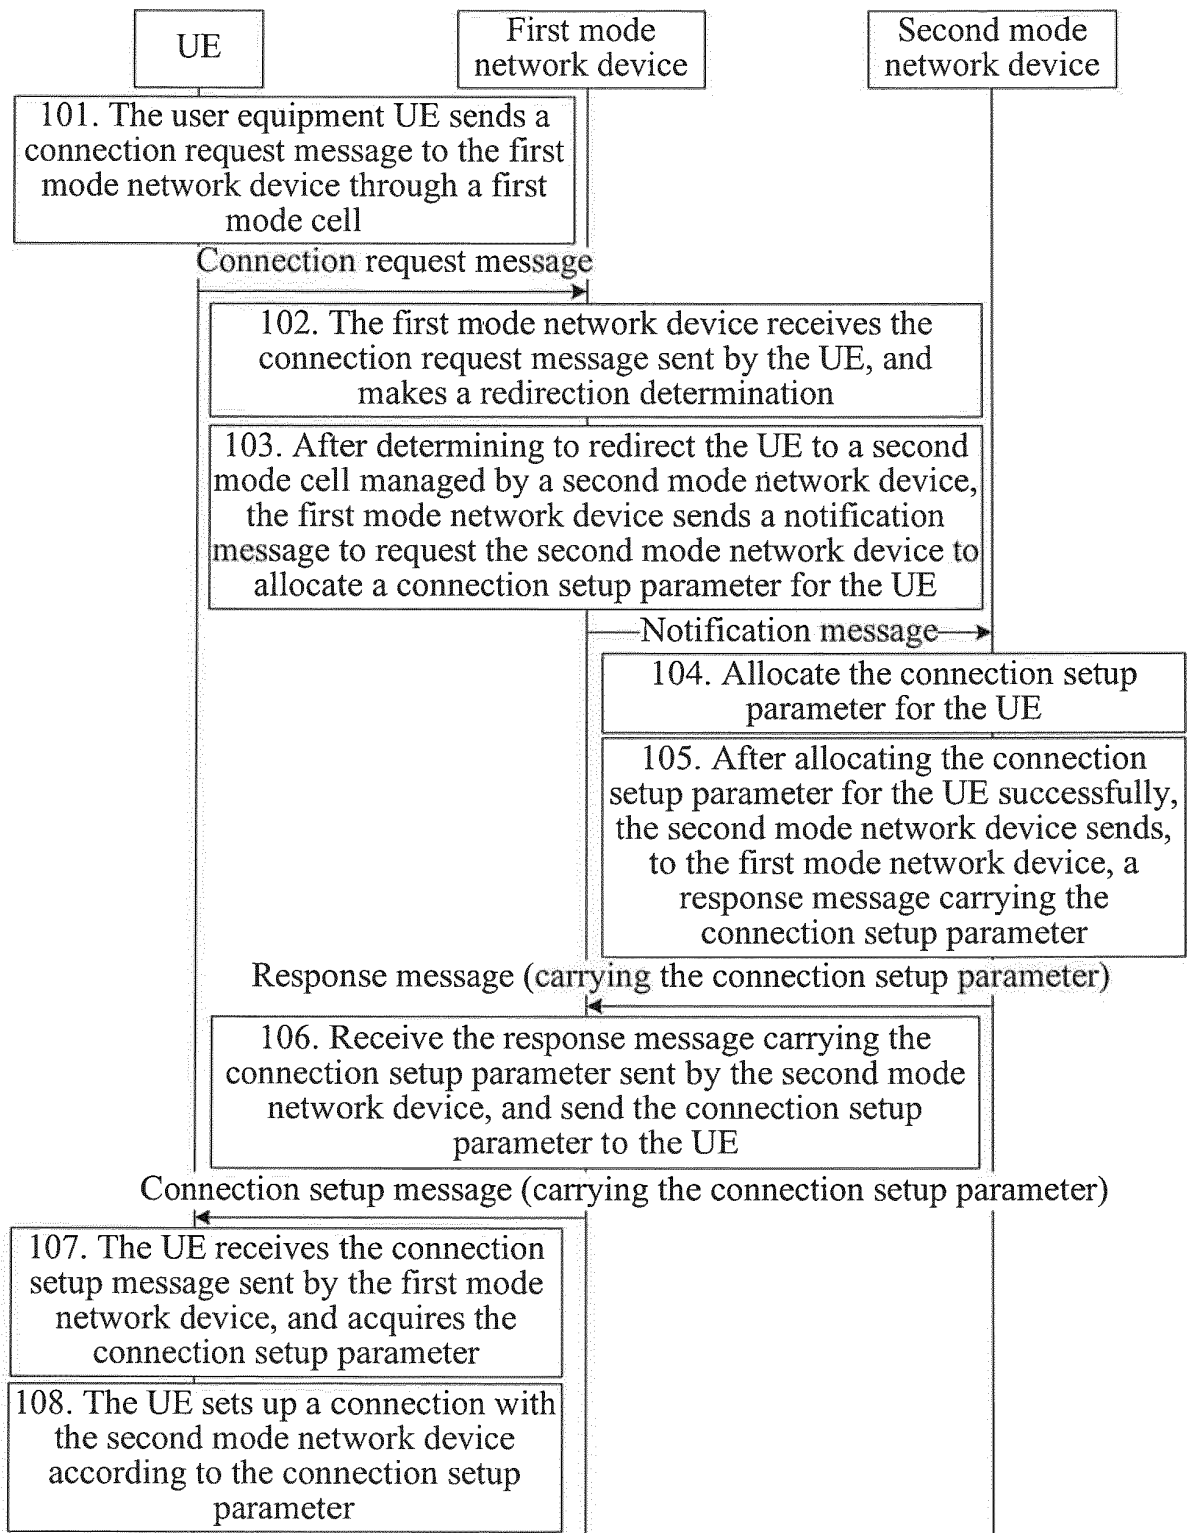 UE
First mode
network device
Second mode
network device
101. The user equipment UE sends a
connection request message to the first
mode network device through a first
mode cell
Connection request message
102. The first mode network device receives the
connection request message sent by the UE, and
makes a redirection determination
103. After determining to redirect the UE to a second
mode cell managed by a second mode network device,
the first mode network device sends a notification
message to request the second mode network device to
allocate a connection setup parameter for the UE
Notification message
104. Allocate the connection setup
parameter for the UE
105. After allocating the connection
setup parameter for the UE successfully,
the second mode network device sends,
to the first mode network device, a
response message carrying the
connection setup parameter
Response message (carrying the connection setup parameter)
106. Receive the response message carrying the
connection setup parameter sent by the second mode
network device, and send the connection setup
parameter to the UE
Connection setup message (carrying the connection setup parameter)
107. The UE receives the connection
setup message sent by the first mode
network device, and acquires the
connection setup parameter
108. The UE sets up a connection with
the second mode network device
according to the connection setup
parameter